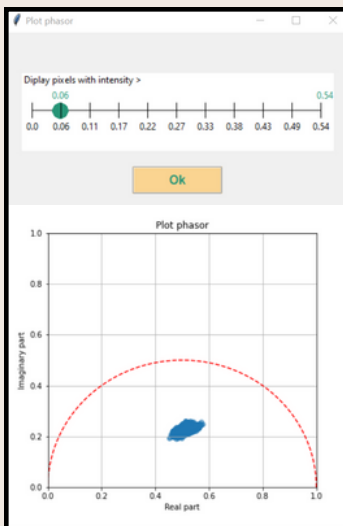 Plot phasor
Diplay pixels with intensity >
0.06 0.54
0.0 0.06 0.11 0.17 0.22 0.27 0.33 0.38 0.43 0.49 0.54
Ok
Plot phasor
1.0
0.8
0.6
0.4
0.2
0.0
Imaginary part
0.0 0.2 0.4 0.6 0.8 1.0
Real part